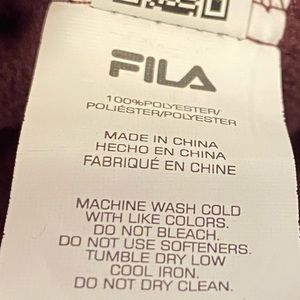 FILA
100%POLYESTER/
POLIÉSTER/POLYESTER
MADE IN CHINA
HECHO EN CHINA
FABRIQUÉ EN CHINE
MACHINE WASH COLD
WITH LIKE COLORS.
DO NOT BLEACH.
DO NOT USE SOFTENERS.
TUMBLE DRY LOW
COOL IRON.
DO NOT DRY CLEAN.